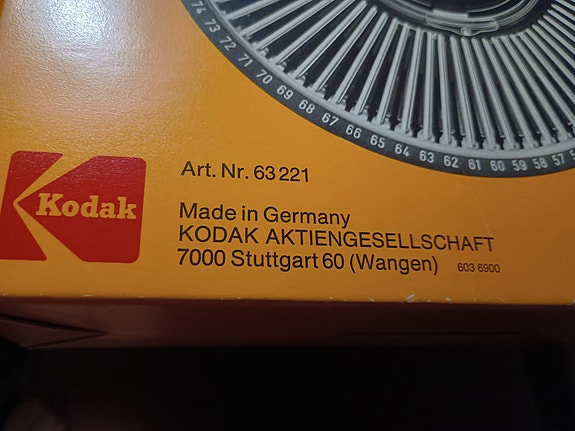 74 73 72 71 70 69 68 67 66 65 64 63 62 61 60 59 58 57
Kodak
Art. Nr. 63 221
Made in Germany
KODAK AKTIENGESELLSCHAFT
7000 Stuttgart 60 (Wangen) 603 6900